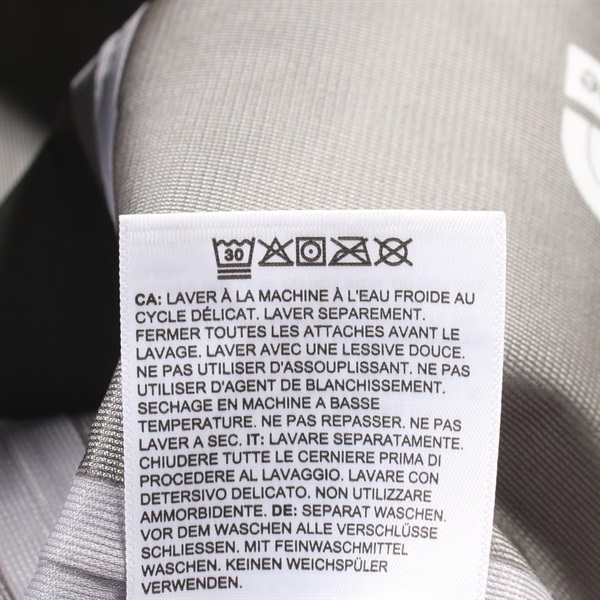 30
CA: LAVER À LA MACHINE À L'EAU FROIDE AU
CYCLE DÉLICAT. LAVER SEPAREMENT.
FERMER TOUTES LES ATTACHES AVANT LE
LAVAGE. LAVER AVEC UNE LESSIVE DOUCE.
NE PAS UTILISER D'ASSOUPLISSANT. NE PAS
UTILISER D'AGENT DE BLANCHISSEMENT.
SECHAGE EN MACHINE A BASSE
TEMPERATURE. NE PAS REPASSER. NE PAS
LAVER A SEC. IT: LAVARE SEPARATAMENTE.
CHIUDERE TUTTE LE CERNIERE PRIMA DI
PROCEDERE AL LAVAGGIO. LAVARE CON
DETERSIVO DELICATO. NON UTILIZZARE
AMMORBIDENTE. DE: SEPARAT WASCHEN.
VOR DEM WASCHEN ALLE VERSCHLÜSSE
SCHLIESSEN. MIT FEINWASCHMITTEL
WASCHEN. KEINEN WEICHSPÜLER
VERWENDEN.